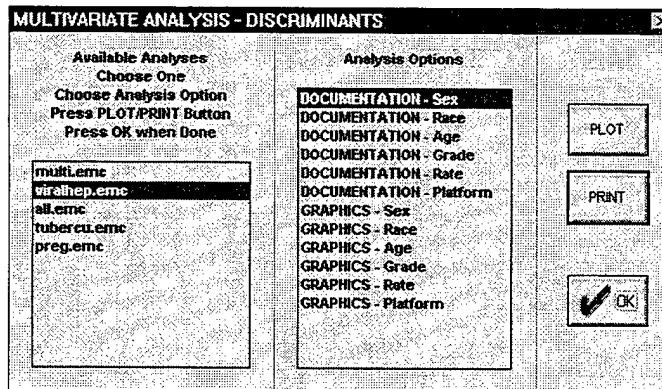 MULTIVARIATE ANALYSIS - DISCRIMINANTS
Available Analyses
Choose One
Choose Analysis Option
Press PLOT/PRINT Button
Press OK when Done
multi.emc
viralhep.emc
all.emc
tubercu.emc
preg.emc
Analysis Options
DOCUMENTATION - Sex
DOCUMENTATION - Race
DOCUMENTATION - Age
DOCUMENTATION - Grade
DOCUMENTATION - Rate
DOCUMENTATION - Platform
GRAPHICS - Sex
GRAPHICS - Race
GRAPHICS - Age
GRAPHICS - Grade
GRAPHICS - Rate
GRAPHICS - Platform
PLOT
PRINT
OK